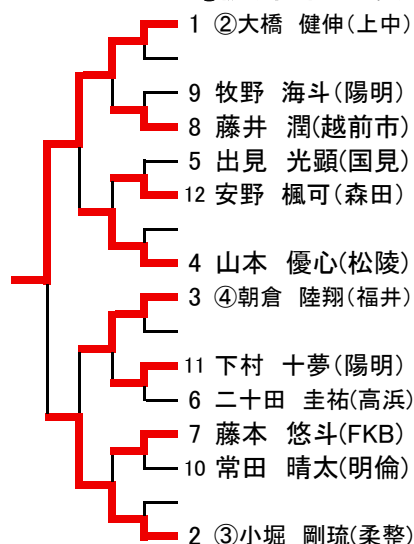 1 ②大橋 健伸(上中)
9 牧野 海斗(陽明)
8 藤井 潤(越前市)
5 出見 光顕(国見)
12 安野 楓可(森田)
4 山本 優心(松陵)
3 ④朝倉 陸翔(福井)
11 下村 十夢(陽明)
6 二十田 圭祐(高浜)
7 藤本 悠斗(FKB)
10 常田 晴太(明倫)
2 ③小堀 剛琉(柔整)